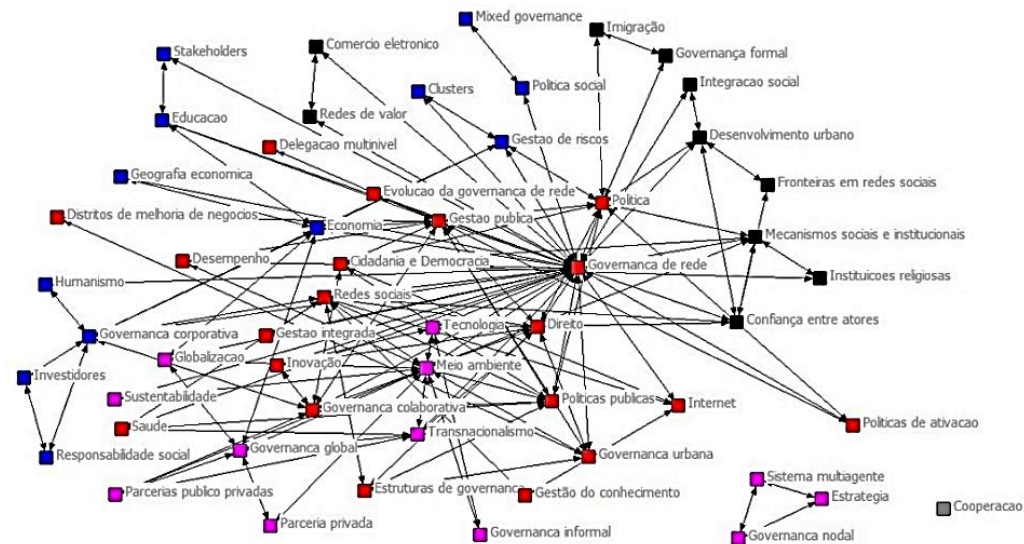 Mixed governance
Imigração
Comercio eletronico
Stakeholders
Governança formal
Integracao social
Politica social
Clusters
Redes de valor
Educacao
Desenvolvimento urbano
Gestao de riscos
Delegacao multinivel
Geografia economica
Fronteiras em redes sociais
Evolucao da governanca de rede
Politica
Distritos de melhoria de negocios
Gestao publica
Economia
Mecanismos sociais e institucionais
Desempenho
Cidadania e Democracia
Governanca de rede
Instituicoes religiosas
Humanismo
Redes sociais
Confiança entre atores
Tecnologia
Direito
Governanca corporativa
Gestao integrada
Globalizacao
Inovação
Meio ambiente
Investidores
Sustentabilidade
Politicas publicas
Internet
Governanca colaborativa
Saude
Politicas de ativacao
Transnacionalismo
Governanca global
Responsabilidade social
Governanca urbana
Parcerias publico privadas
Estruturas de governanca
Gestão do conhecimento
Sistema multiagente
Estrategia
Cooperacao
Parceria privada
Governanca informal
Governanca nodal